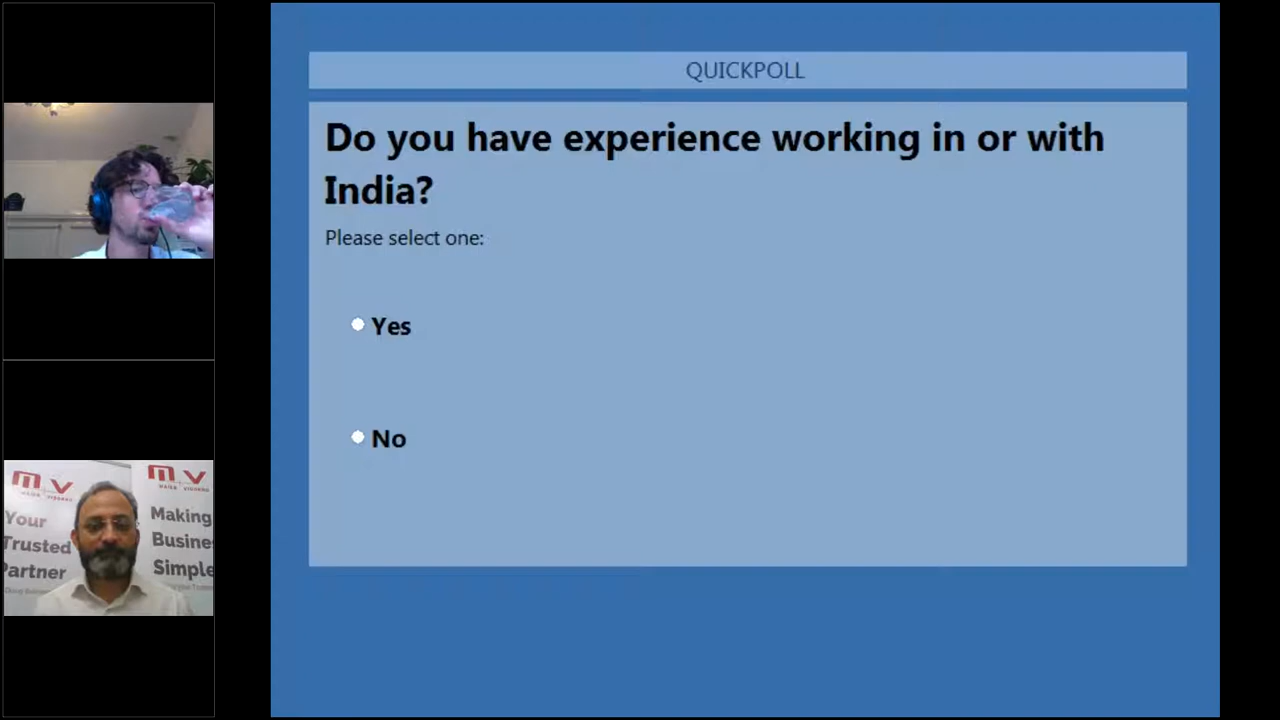 QUICKPOLL
Do you have experience working in or with
India?
Please select one:
Yes
No
M V
M V
Your
Trusted
Partner
Making
Busine
Simple